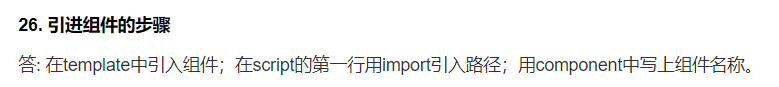 26. 引进组件的步骤
答: 在template中引入组件；在script的第一行用import引入路径；用component中写上组件名称。